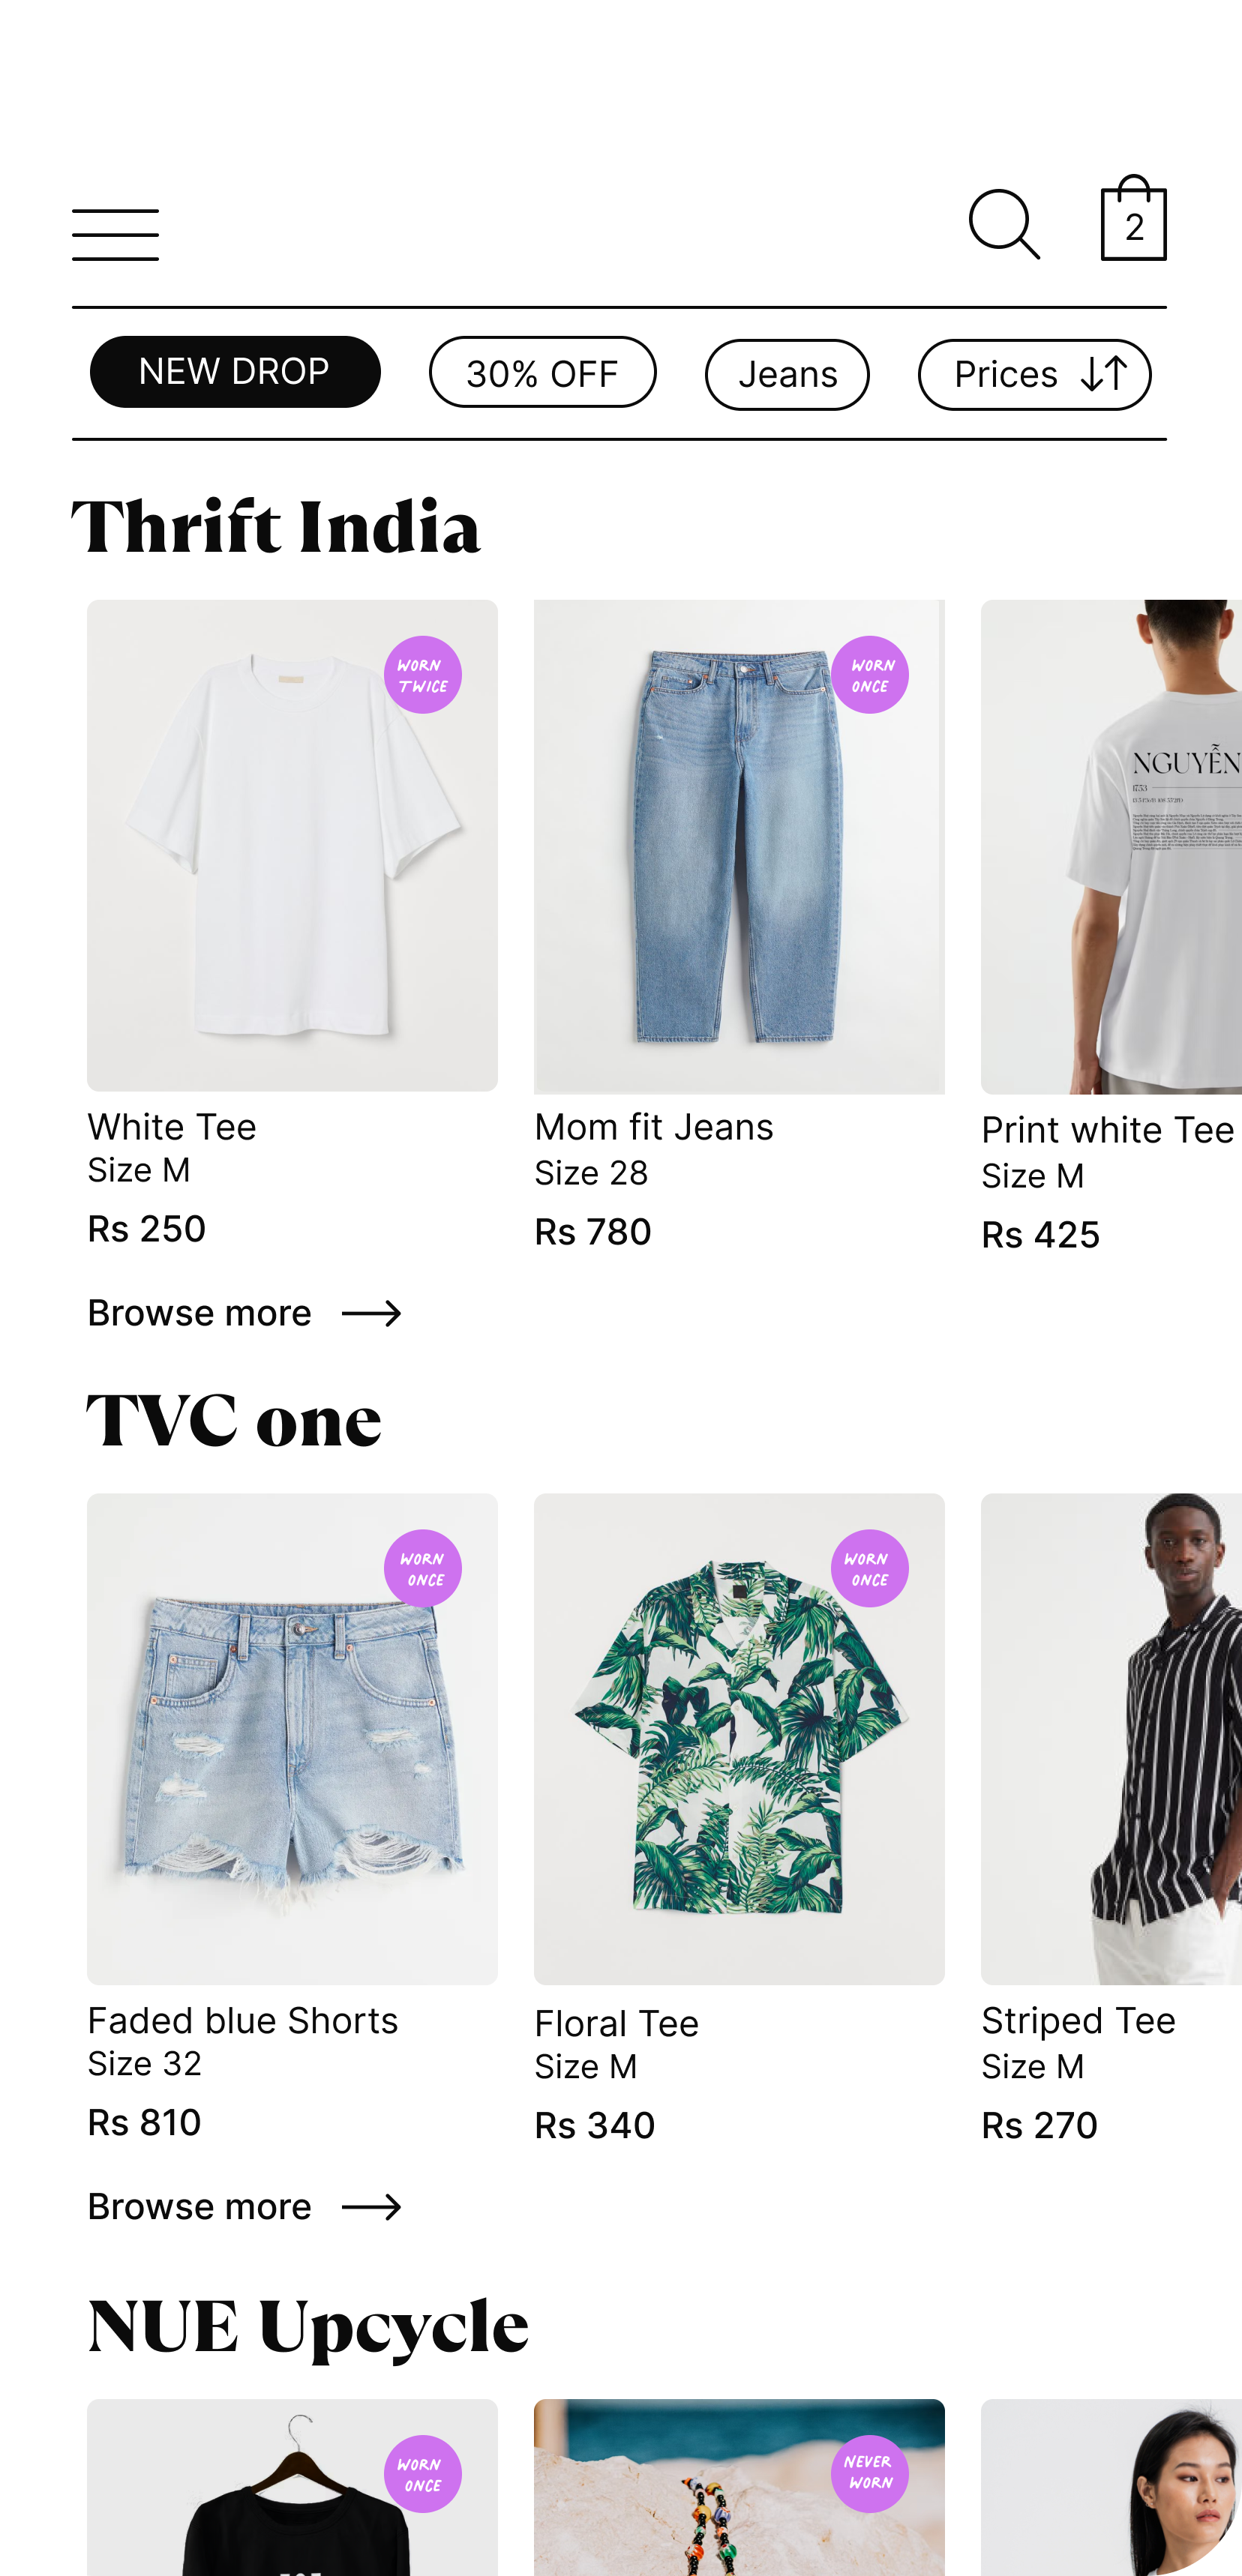 2
NEW DROP
30% OFF
Jeans
Prices
Thrift India
WORN
TWICE
WORN
ONCE
NGUYỄN
1753
White Tee
Size M
Rs 250
Mom fit Jeans
Size 28
Rs 780
Print white Tee
Size M
Rs 425
Browse more
TVC one
WORN
ONCE
WORN
ONCE
Faded blue Shorts
Size 32
Rs 810
Floral Tee
Size M
Rs 340
Striped Tee
Size M
Rs 270
Browse more
NUE Upcycle
WORN
ONCE
NEVER
WORN